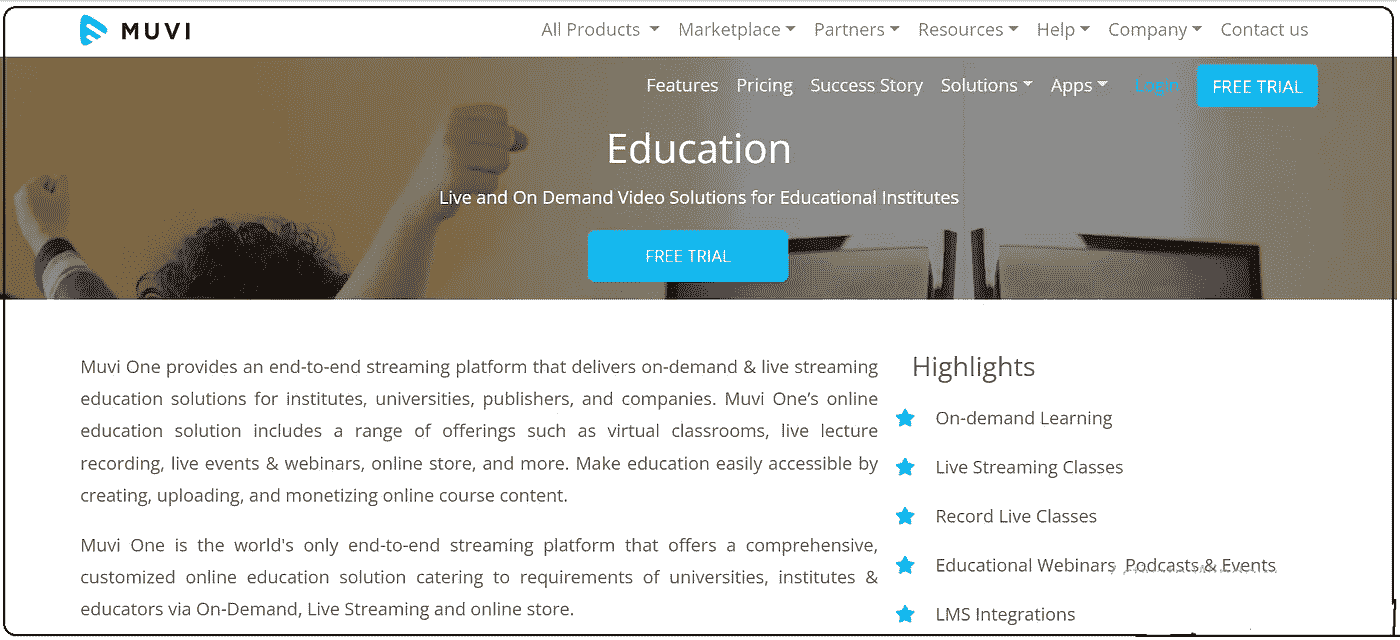 MUVI
All Products Marketplace Partners Resources Help Company Contact us
Features Pricing Success Story Solutions Apps Login FREE TRIAL
Education
Live and On Demand Video Solutions for Educational Institutes
FREE TRIAL
Muvi One provides an end-to-end streaming platform that delivers on-demand & live streaming
education solutions for institutes, universities, publishers, and companies. Muvi One’s online
education solution includes a range of offerings such as virtual classrooms, live lecture
recording, live events & webinars, online store, and more. Make education easily accessible by
creating, uploading, and monetizing online course content.
Muvi One is the world's only end-to-end streaming platform that offers a comprehensive,
customized online education solution catering to requirements of universities, institutes &
educators via On-Demand, Live Streaming and online store.
Highlights
On-demand Learning
Live Streaming Classes
Record Live Classes
Educational Webinars, Podcasts & Events
LMS Integrations